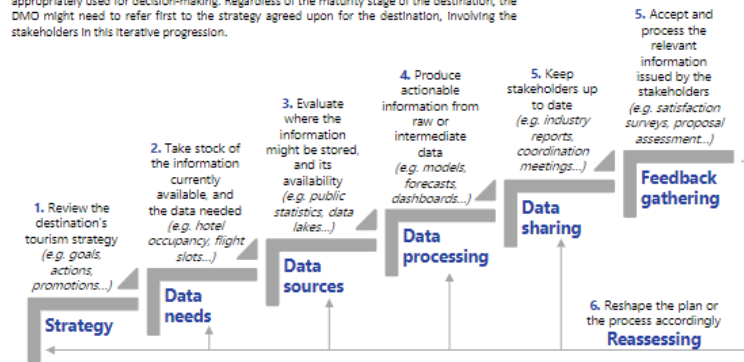 appropriately used for decision-making. Regardless of the maturity stage of the destination, the
DMO might need to refer first to the strategy agreed upon for the destination, involving the
stakeholders in this iterative progression.
1. Review the
destination's
tourism strategy
(e.g. goals,
actions,
promotions...)
Strategy
2. Take stock of
the information
currently
available, and
the data needed
(e.g. hotel
occupancy, flight
slots...)
Data
needs
3. Evaluate
where the
information
might be stored,
and its
availability
(e.g. public
statistics, data
lakes...)
Data
sources
4. Produce
actionable
information from
raw or
intermediate
data
(e.g. models,
forecasts,
dashboards...)
Data
processing
5. Keep
stakeholders up
to date
(e.g. industry
reports,
coordination
meetings...)
Data
sharing
5. Accept and
process the
relevant
information
issued by the
stakeholders
(e.g. satisfaction
surveys, proposal
assessment...)
Feedback
gathering
6. Reshape the plan or
the process accordingly
Reassessing